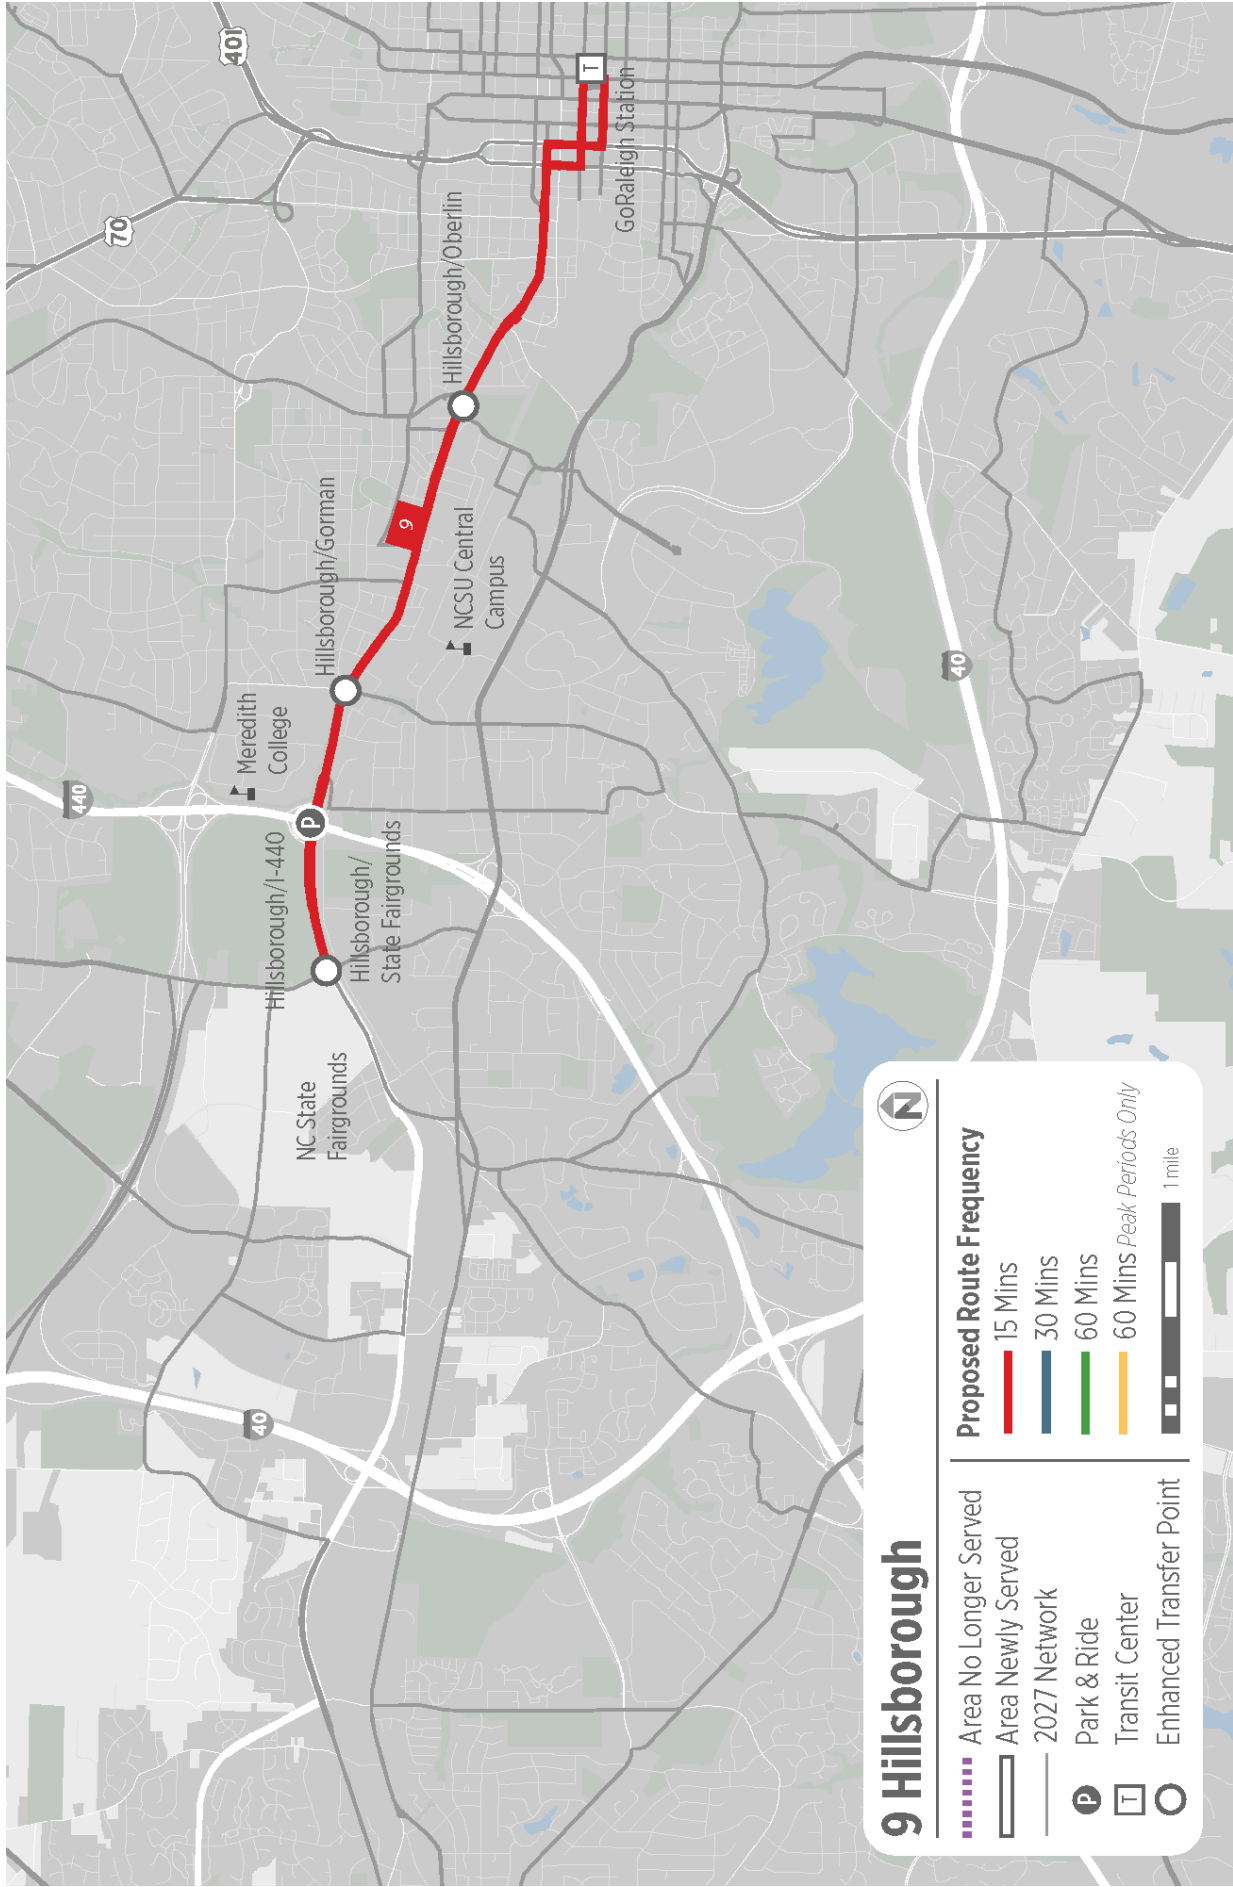 401
70
T
GoRaleigh Station
Hillsborough/Oberlin
9
Hillsborough/Gorman
NCSU Central
Campus
Meredith
College
440
P
Hillsborough/I-440
Hillsborough/
State Fairgrounds
NC State
Fairgrounds
40
40
9 Hillsborough
N
Area No Longer Served
Area Newly Served
2027 Network
P Park & Ride
T Transit Center
Enhanced Transfer Point
Proposed Route Frequency
15 Mins
30 Mins
60 Mins
60 Mins Peak Periods Only
1 mile